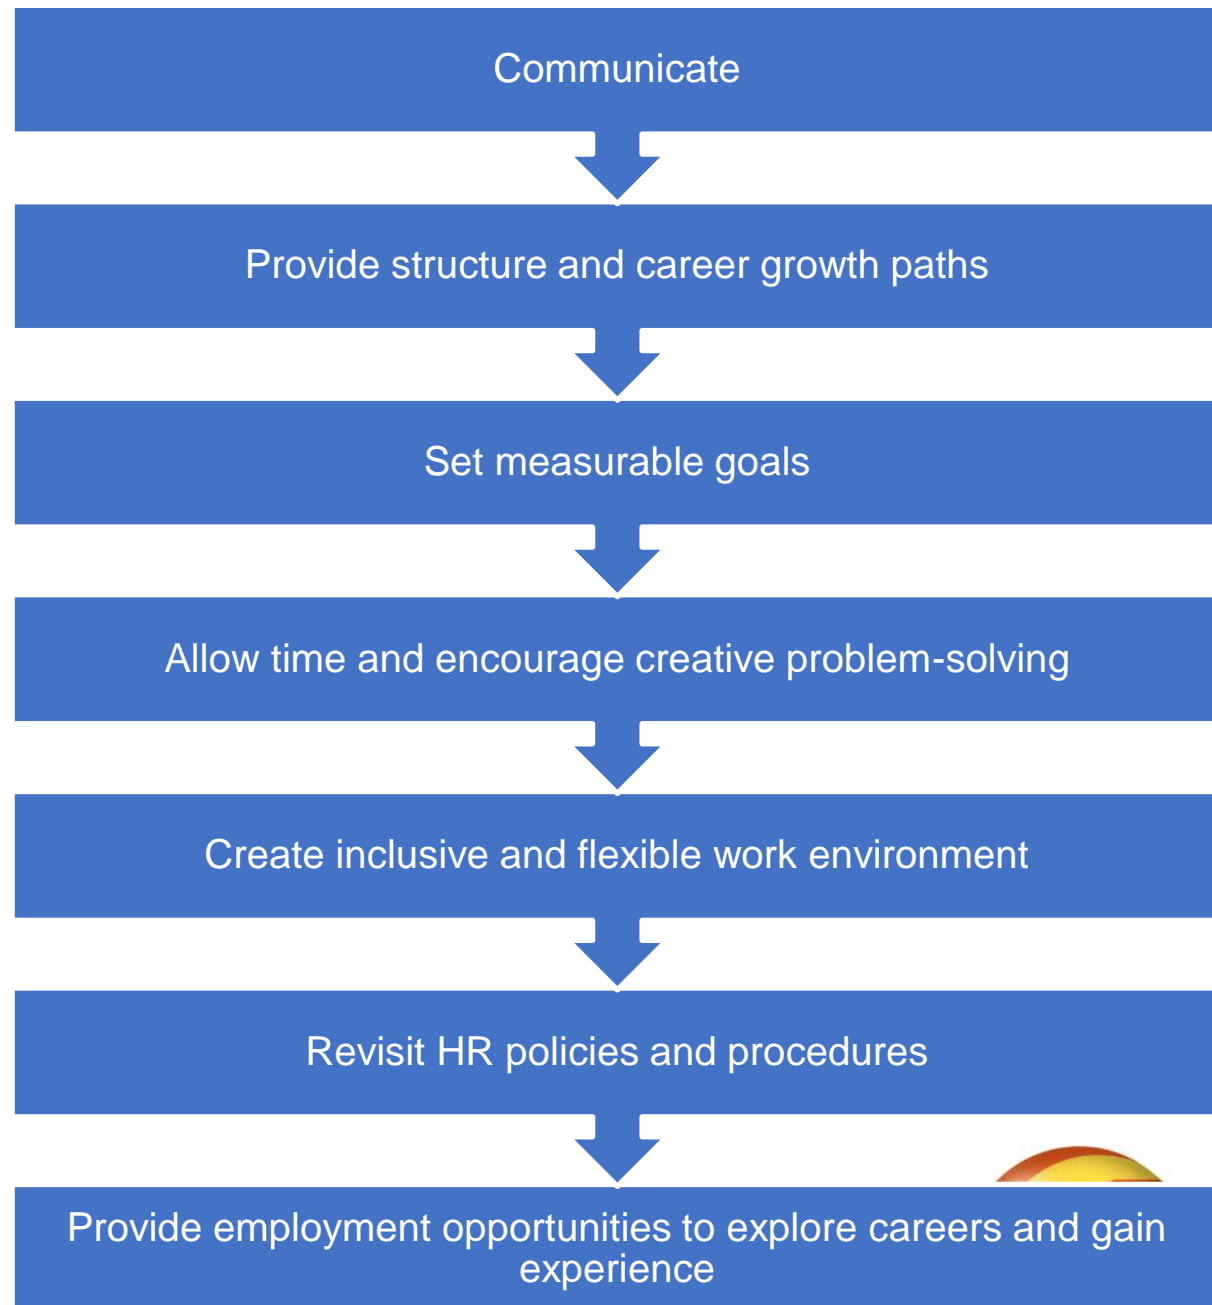 Communicate
Provide structure and career growth paths
Set measurable goals
Allow time and encourage creative problem-solving
Create inclusive and flexible work environment
Revisit HR policies and procedures
Provide employment opportunities to explore careers and gain
experience